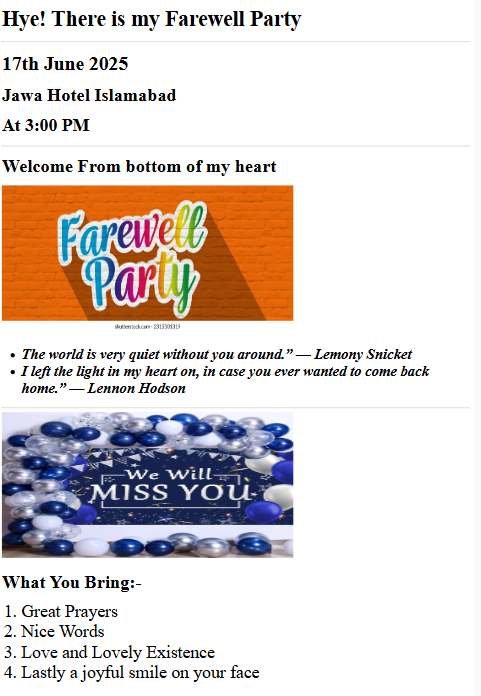 Hye! There is my Farewell Party
17th June 2025
Jawa Hotel Islamabad
At 3:00 PM
Welcome From bottom of my heart
Farewell
Party
shutterstock.com · 2315301319
• The world is very quiet without you around.” — Lemony Snicket
• I left the light in my heart on, in case you ever wanted to come back
home.” — Lennon Hodson
We Will
MISS YOU
What You Bring:-
1. Great Prayers
2. Nice Words
3. Love and Lovely Existence
4. Lastly a joyful smile on your face